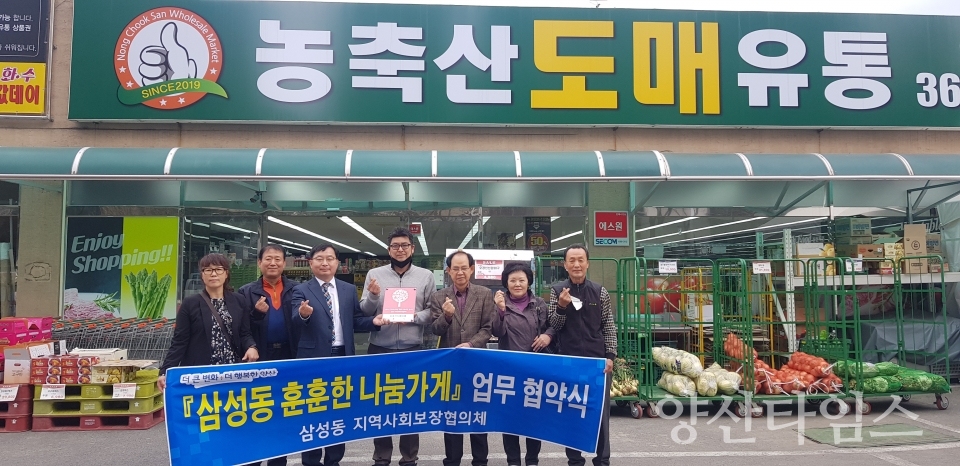 Nong Chook San Wholesale Market
SINCE2019
농축산도매유통 36
Enjoy
Shopping!!
에스원
SECOM
50%
더 큰 변화, 더 행복한 양산
『삼성동 훈훈한 나눔가게』 업무 협약식
삼성동 지역사회보장협의체
양산타임스